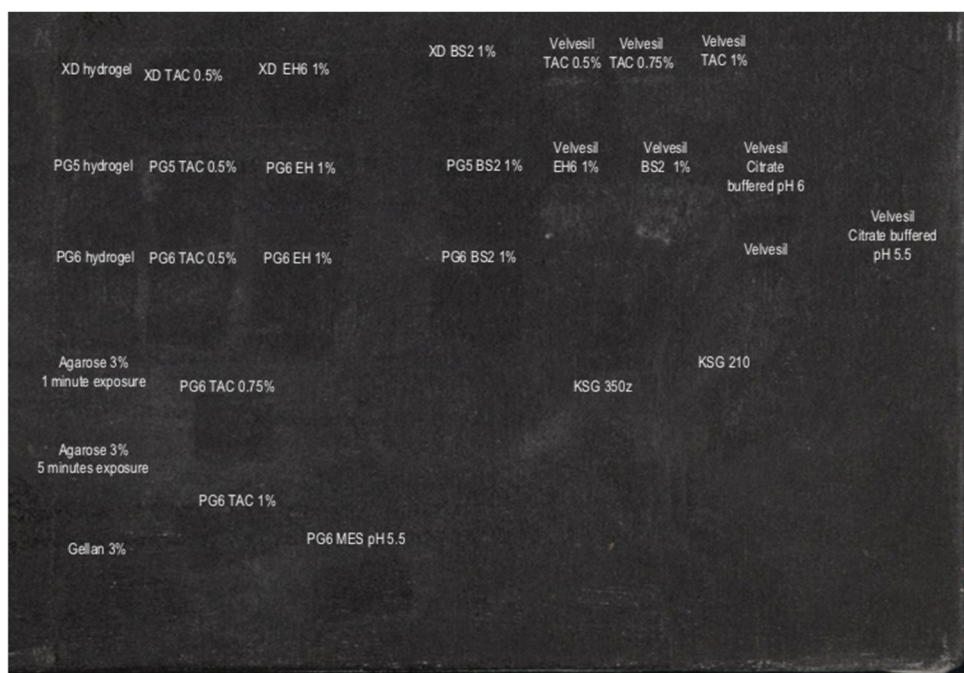 XD hydrogel
XD TAC 0.5%
XD EH6 1%
XD BS2 1%
Velvesil
TAC 0.5%
Velvesil
TAC 0.75%
Velvesil
TAC 1%
PG5 hydrogel
PG5 TAC 0.5%
PG6 EH 1%
PG5 BS2 1%
Velvesil
EH6 1%
Velvesil
BS2 1%
Velvesil
Citrate
buffered pH 6
Velvesil
Citrate buffered
pH 5.5
PG6 hydrogel
PG6 TAC 0.5%
PG6 EH 1%
PG6 BS2 1%
Velvesil
Agarose 3%
1 minute exposure
PG6 TAC 0.75%
KSG 350z
KSG 210
Agarose 3%
5 minutes exposure
PG6 TAC 1%
PG6 MES pH 5.5
Gellan 3%